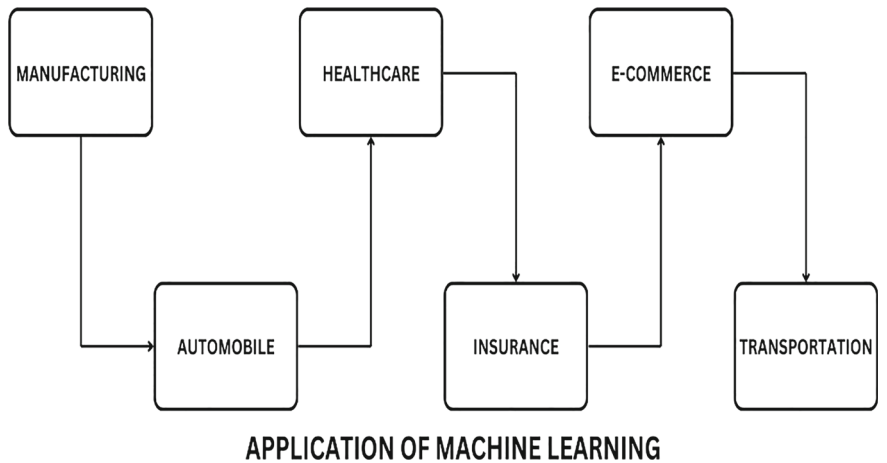 MANUFACTURING
HEALTHCARE
E-COMMERCE
AUTOMOBILE
INSURANCE
TRANSPORTATION
APPLICATION OF MACHINE LEARNING